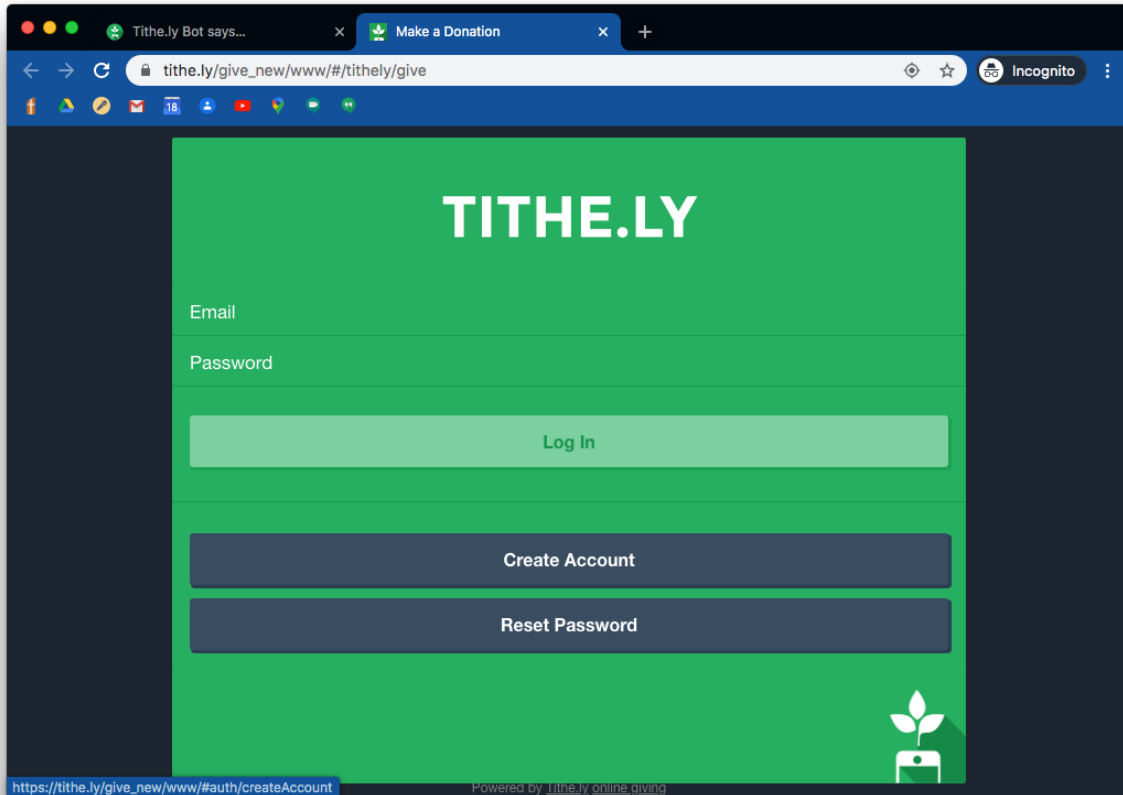 Tithe.ly Bot says...
Make a Donation
tithe.ly/give_new/www/#/tithely/give
Incognito
18
TITHE.LY
Email
Password
Log In
Create Account
Reset Password
https://tithe.ly/give_new/www/#auth/createAccount
Powered by Tithe.ly online giving